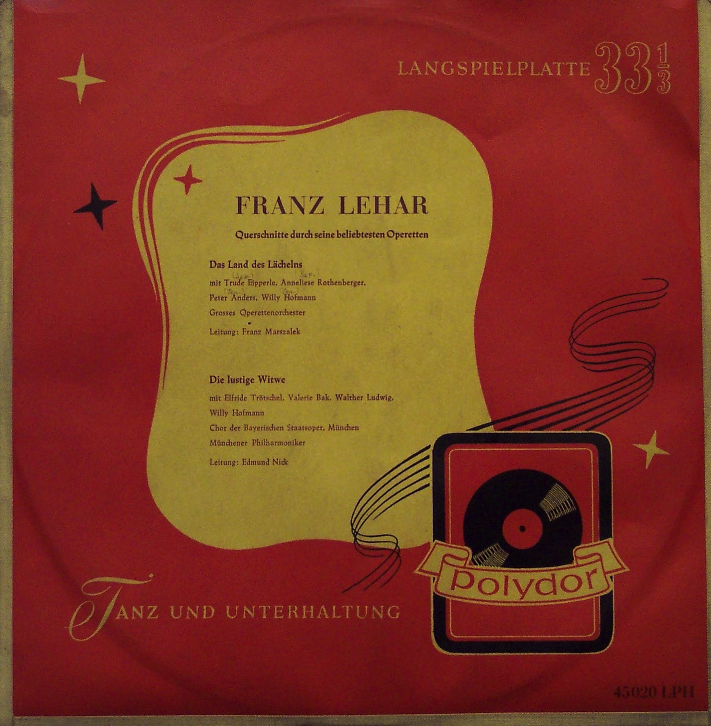 LANGSPIELPLATTE 33 1/3
FRANZ LEHAR
Querschnitte durch seine beliebtesten Operetten
Das Land des Lächelns
mit Trude Eipperle, Anneliese Rothenberger,
Peter Anders, Willy Hofmann
Grosses Operettenorchester
Leitung: Franz Marszalek
Die lustige Witwe
mit Elfride Trötschel, Valerie Bak, Walther Ludwig,
Willy Hofmann
Chor der Bayerischen Staatsoper, München
Münchener Philharmoniker
Leitung: Edmund Nick
polydor
TANZ UND UNTERHALTUNG
45020 LPH